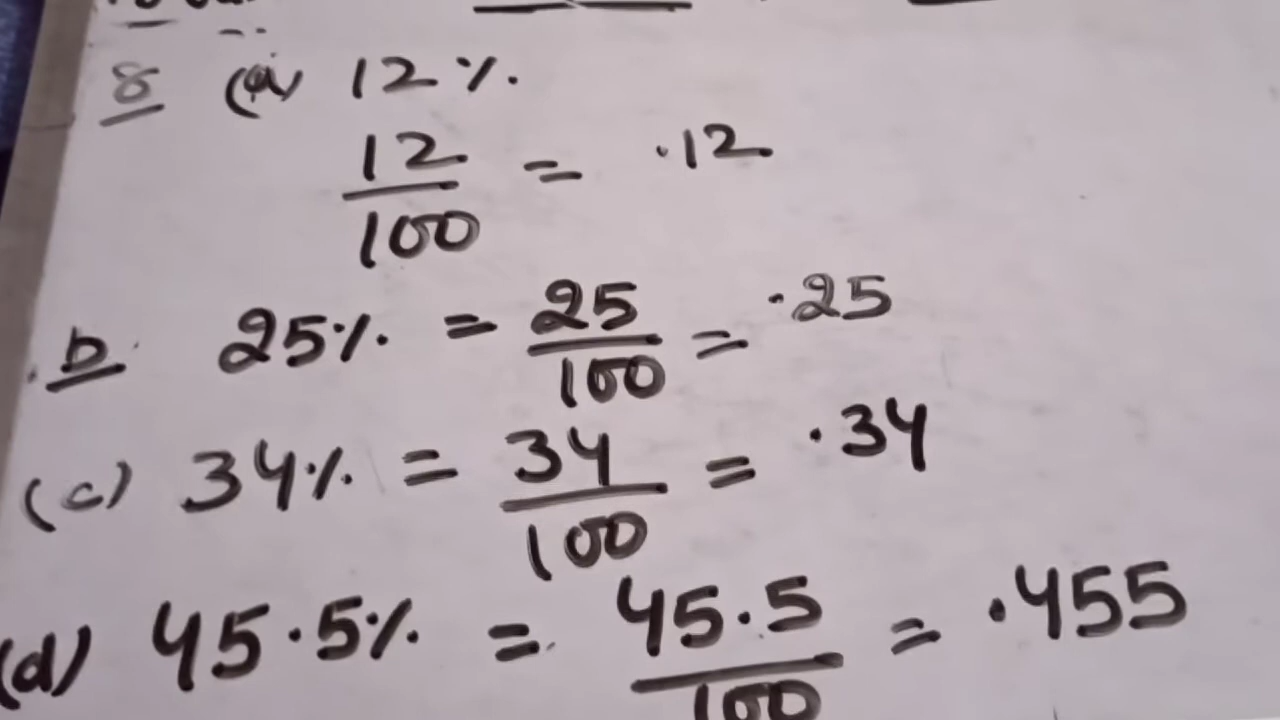 8 (a) 12%.
12/100 = .12
b. 25% = 25/100 = .25
(c) 34% = 34/100 = .34
(d) 45.5% = 45.5/100 = .455